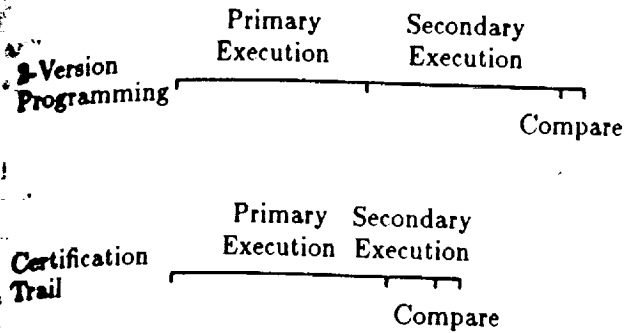 Primary
Execution
Secondary
Execution
2-Version
Programming
Compare
Primary
Execution
Secondary
Execution
Certification
Trail
Compare